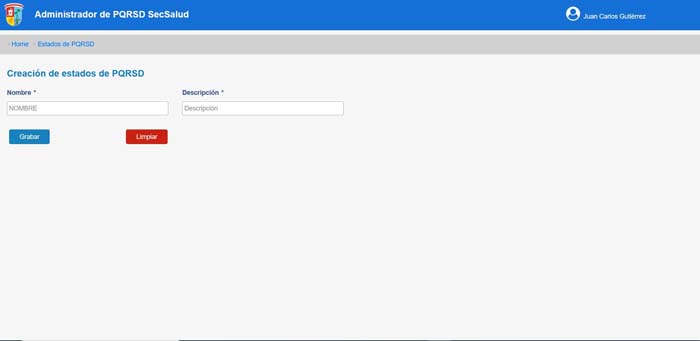 Administrador de PQRSD SecSalud
Juan Carlos Gutiérrez
Home Estados de PQRSD
Creación de estados de PQRSD
Nombre * Descripción *
NOMBRE Descripción
Grabar Limpiar